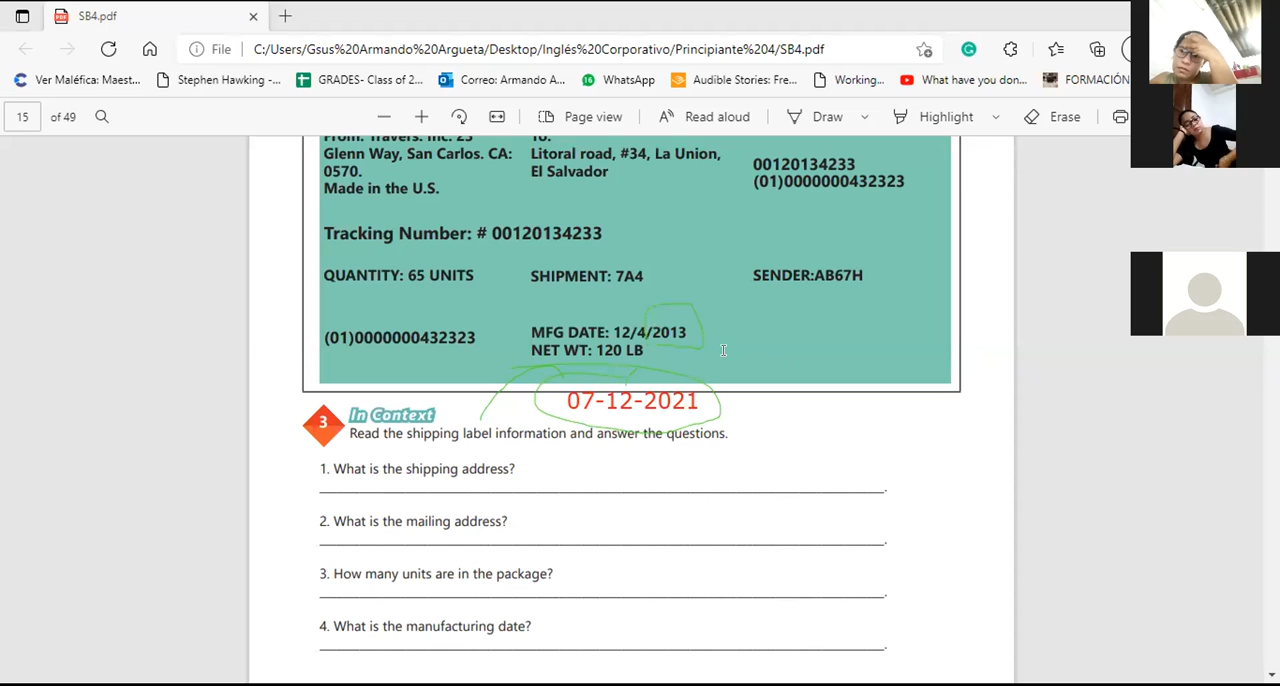 SB4.pdf
File C:/Users/Gsus%20Armando%20Argueta/Desktop/Inglés%20Corporativo/Principiante%204/SB4.pdf
Ver Maléfica: Maest... Stephen Hawking -... GRADES- Class of 2... Correo: Armando A... WhatsApp Audible Stories: Fre... Working... What have you don... FORMACIÓN
15 of 49 Page view Read aloud Draw Highlight Erase
From: Travers. Inc. 25 To:
Glenn Way, San Carlos. CA: Litoral road, #34, La Union, 00120134233
0570. El Salvador (01)0000000432323
Made in the U.S.
Tracking Number: # 00120134233
QUANTITY: 65 UNITS SHIPMENT: 7A4 SENDER:AB67H
(01)0000000432323 MFG DATE: 12/4/2013
NET WT: 120 LB
07-12-2021
3 In Context
Read the shipping label information and answer the questions.
1. What is the shipping address?
2. What is the mailing address?
3. How many units are in the package?
4. What is the manufacturing date?